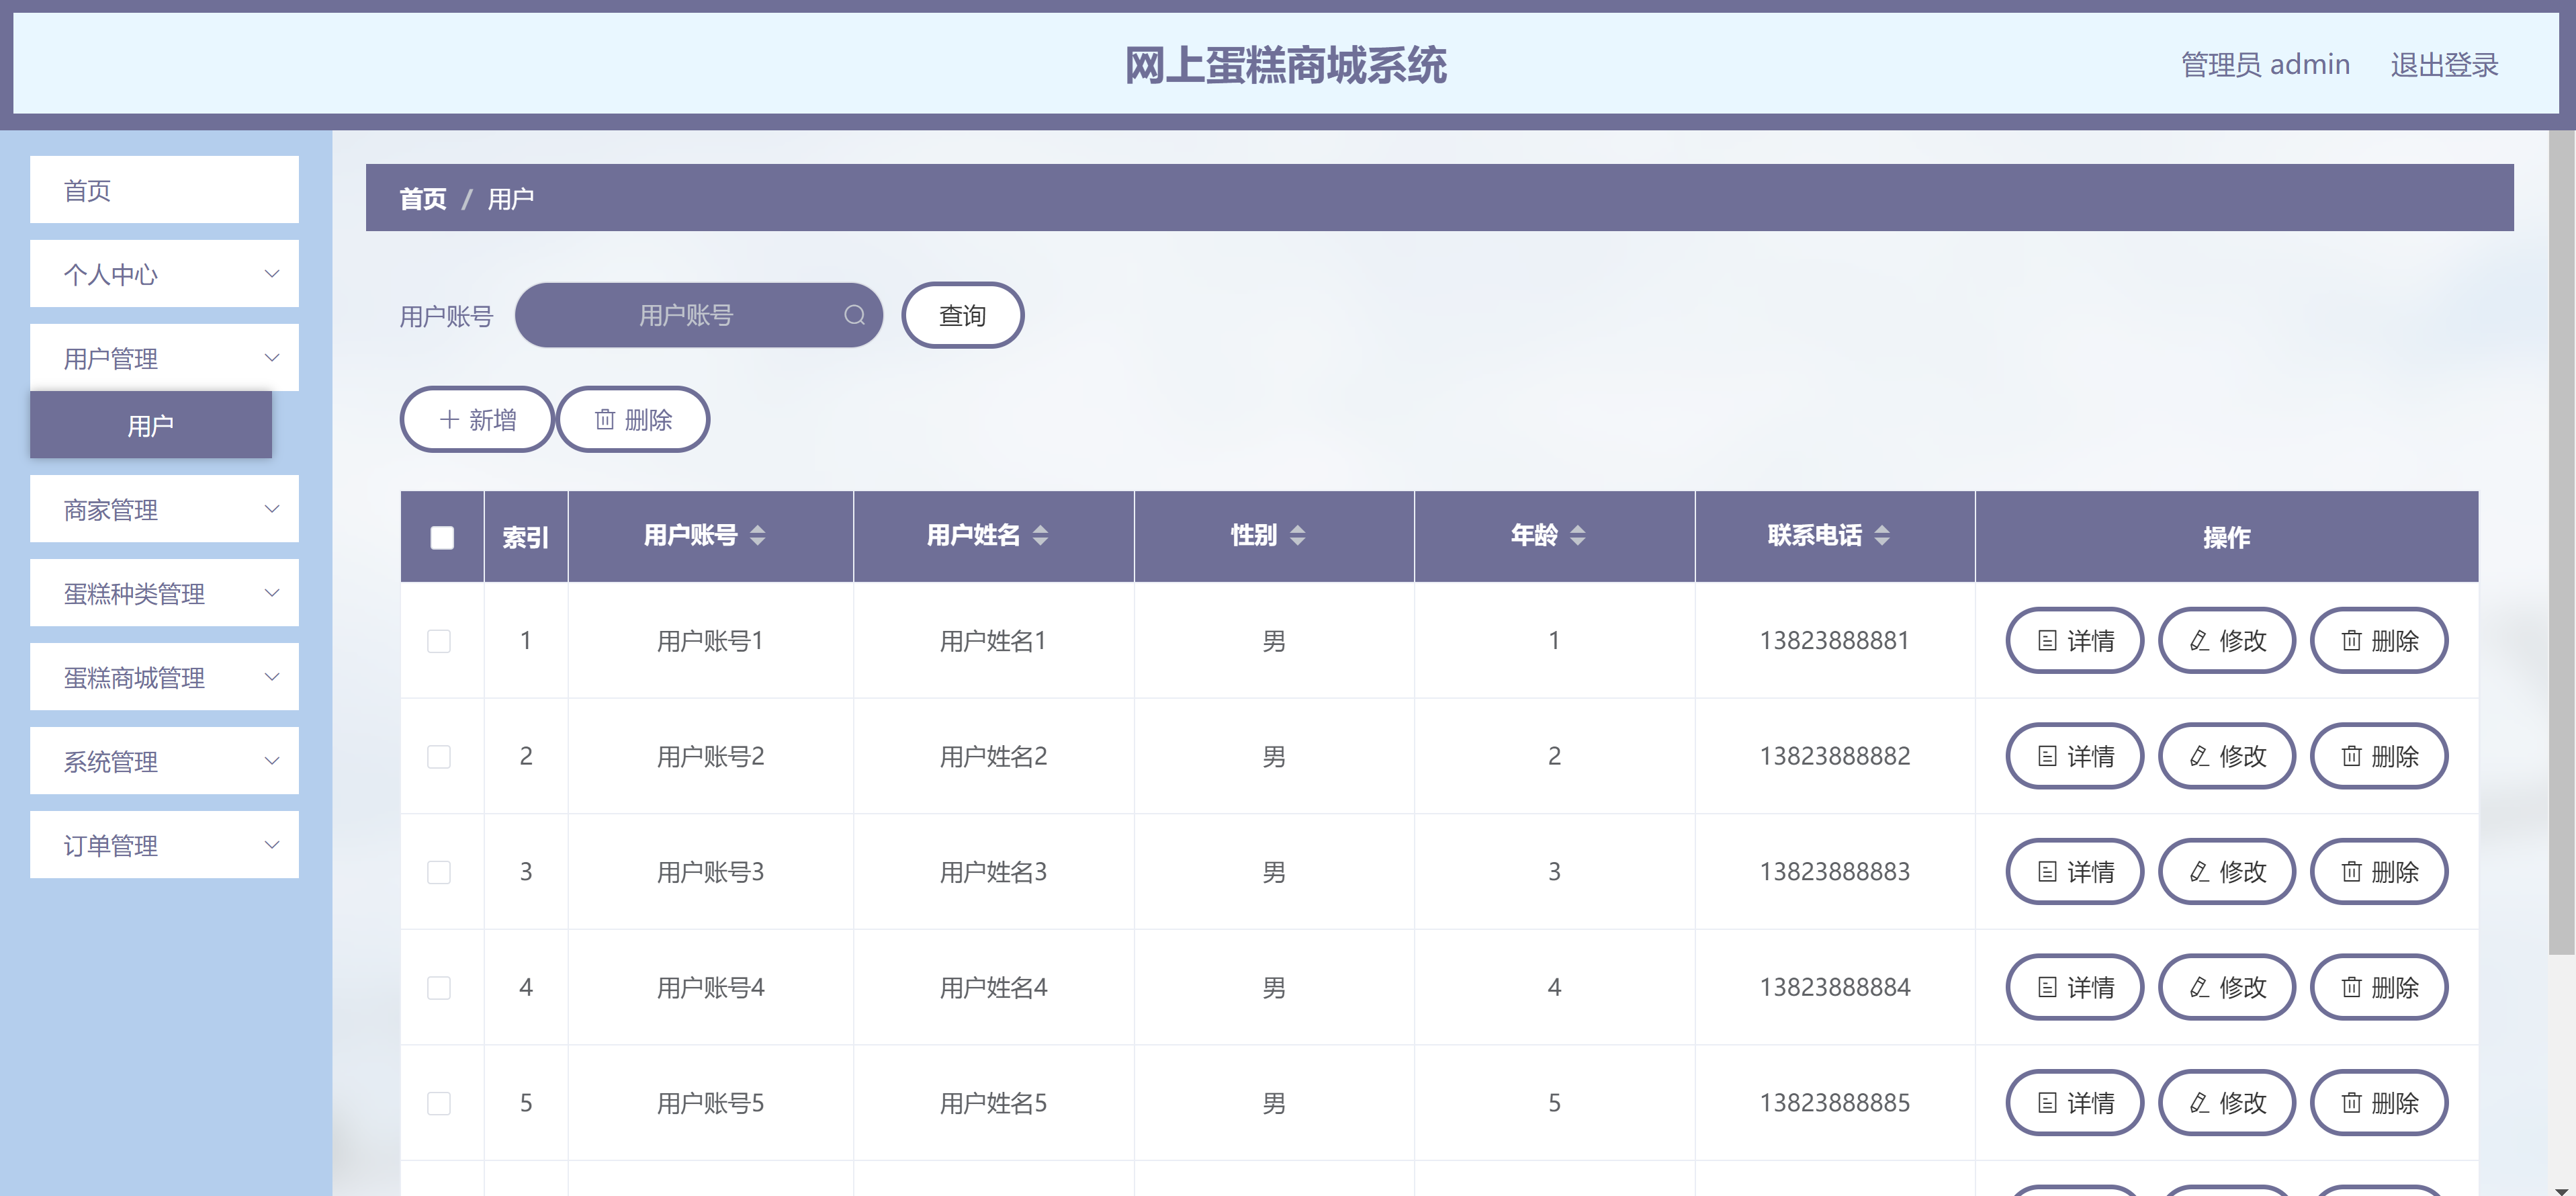 网上蛋糕商城系统
管理员 admin 退出登录
首页
个人中心
用户管理
用户
商家管理
蛋糕种类管理
蛋糕商城管理
系统管理
订单管理
首页 / 用户
用户账号 用户账号 查询
新增 删除
索引 用户账号 用户姓名 性别 年龄 联系电话 操作
1 用户账号1 用户姓名1 男 1 13823888881 详情 修改 删除
2 用户账号2 用户姓名2 男 2 13823888882 详情 修改 删除
3 用户账号3 用户姓名3 男 3 13823888883 详情 修改 删除
4 用户账号4 用户姓名4 男 4 13823888884 详情 修改 删除
5 用户账号5 用户姓名5 男 5 13823888885 详情 修改 删除